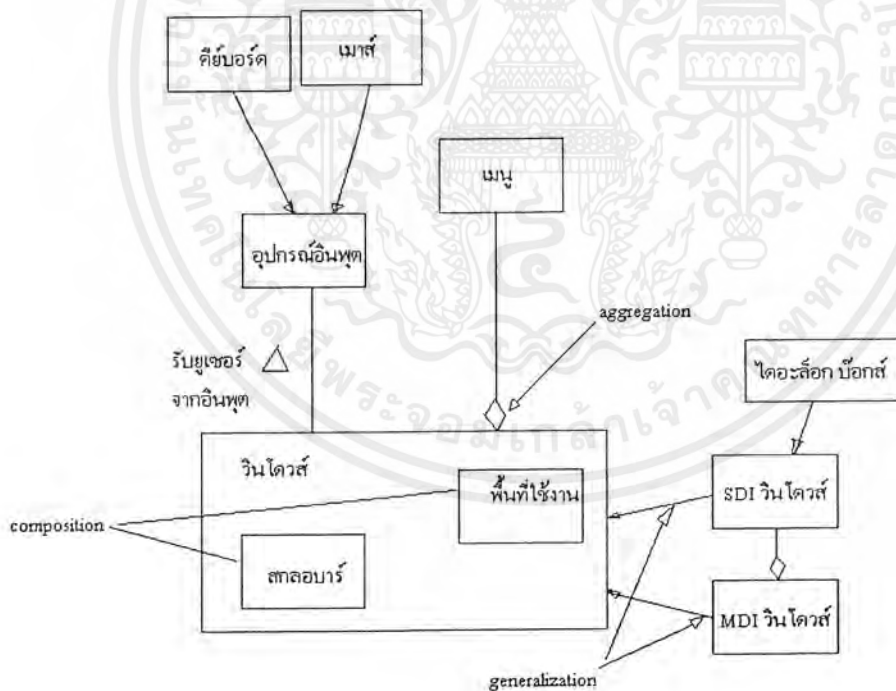 คีย์บอร์ด
เมาส์
เมนู
อุปกรณ์อินพุต
aggregation
รับยูเซอร์
จากอินพุต
ไดอะล็อก บ๊อกส์
วินโดวส์
พื้นที่ใช้งาน
SDI วินโดวส์
composition
สกลอบาร์
MDI วินโดวส์
generalization